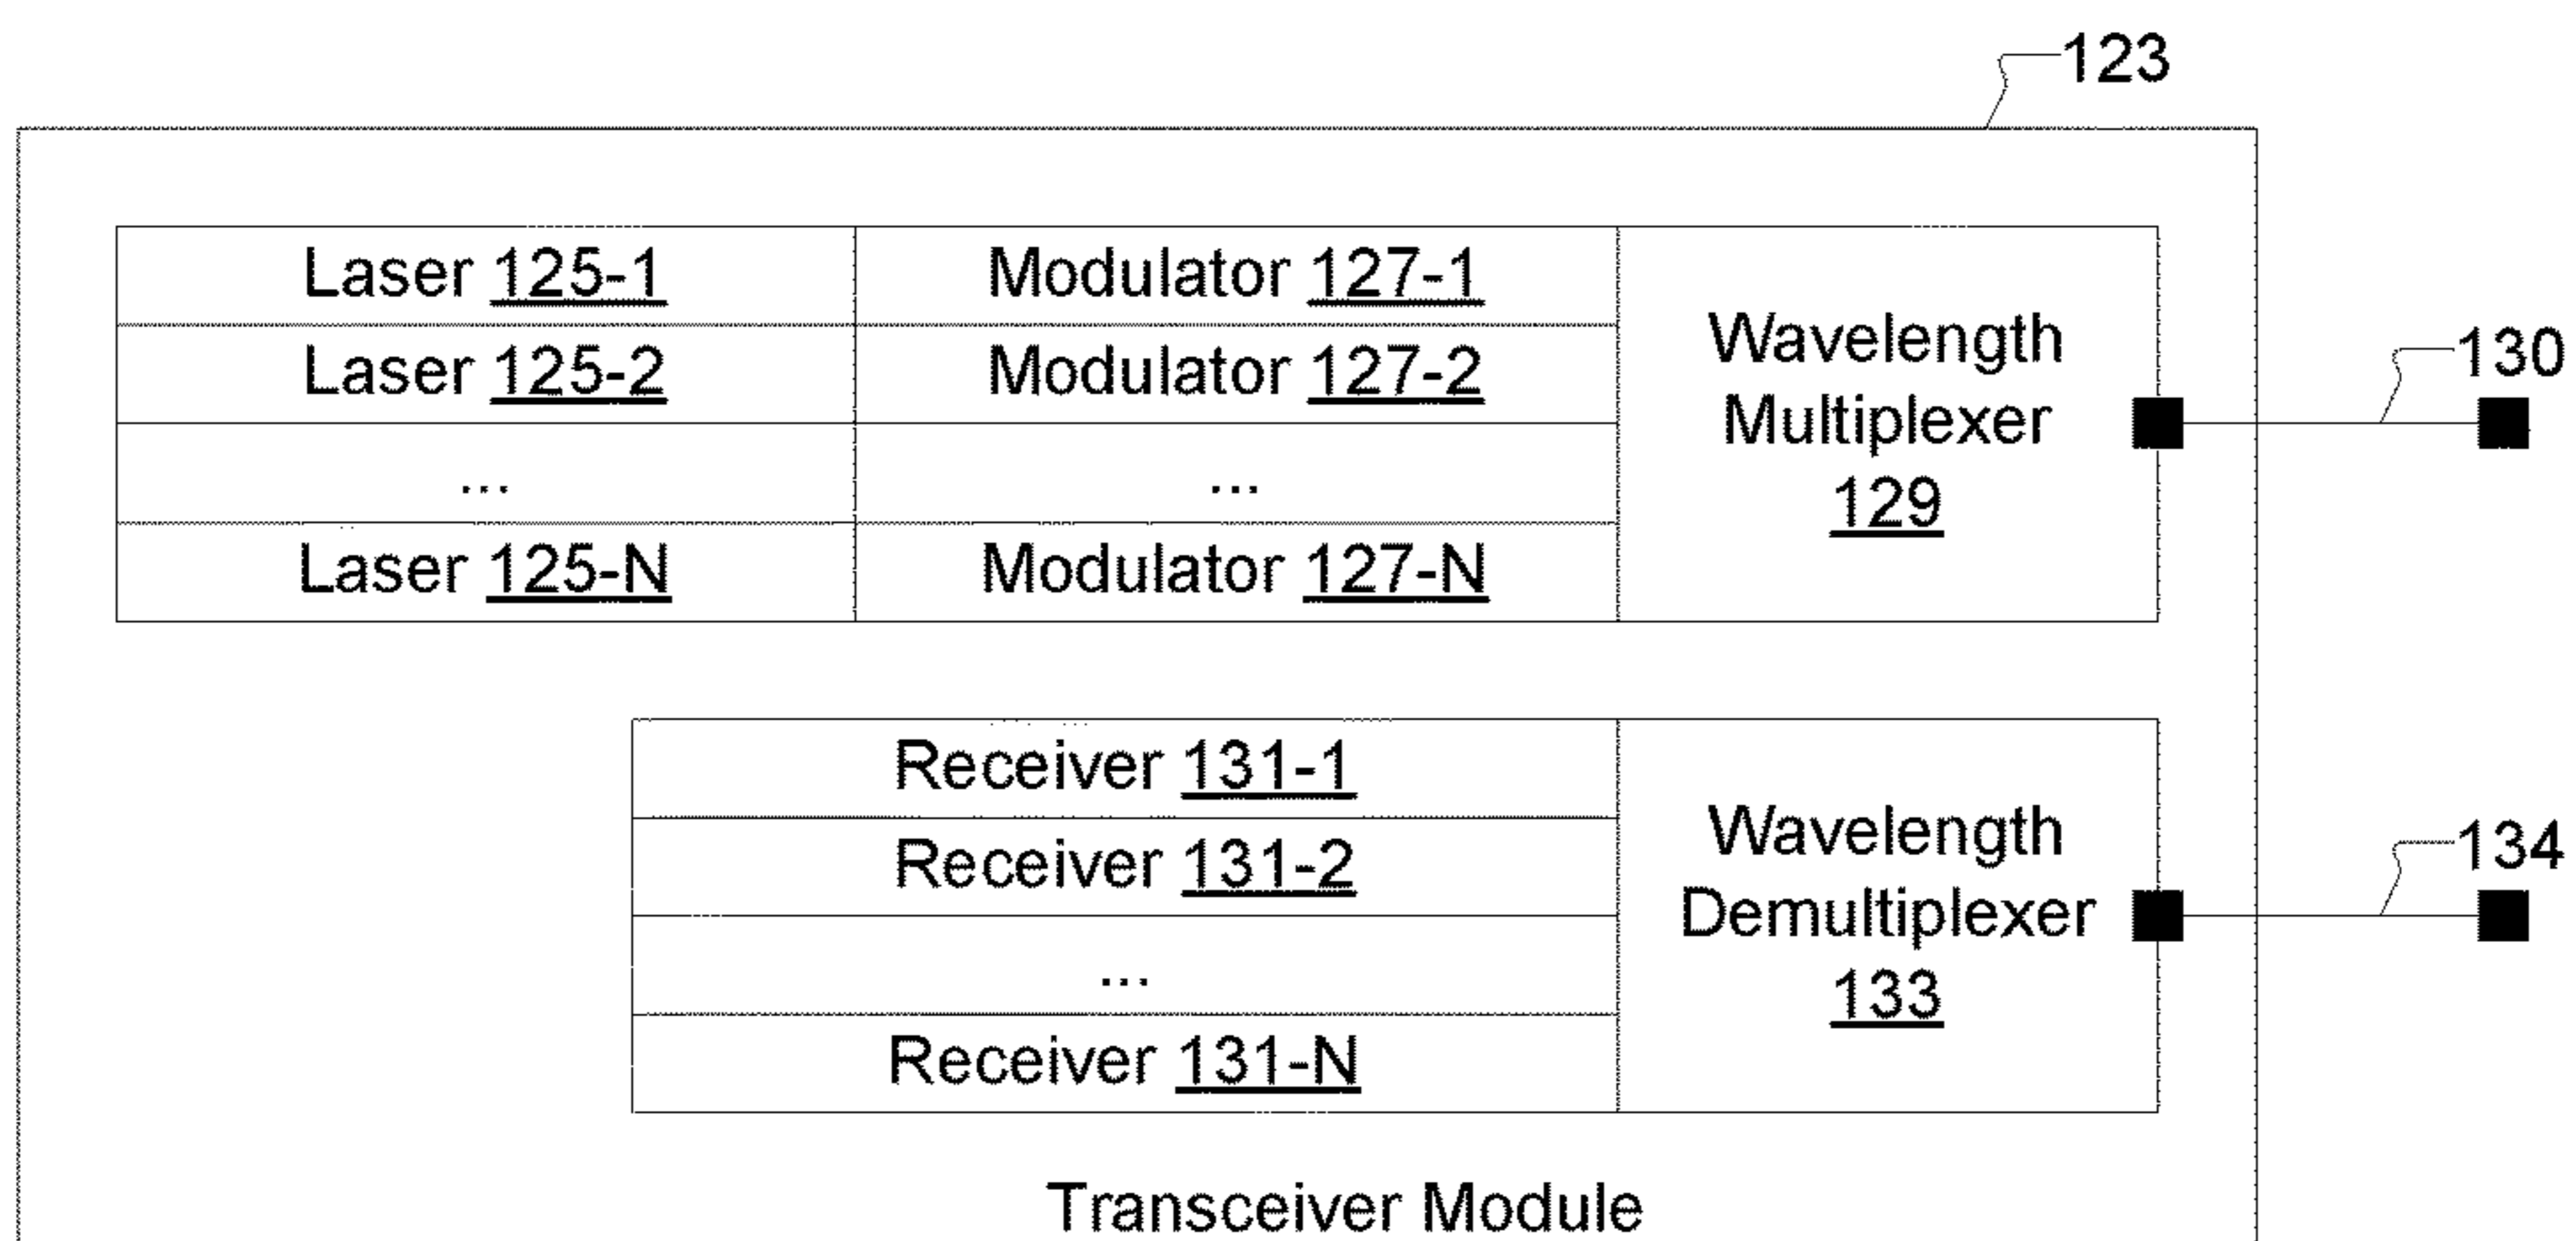 123
Laser 125-1 Modulator 127-1
Laser 125-2 Modulator 127-2
... ...
Laser 125-N Modulator 127-N
Wavelength
Multiplexer
129
130
Receiver 131-1
Receiver 131-2
...
Receiver 131-N
Wavelength
Demultiplexer
133
134
Transceiver Module